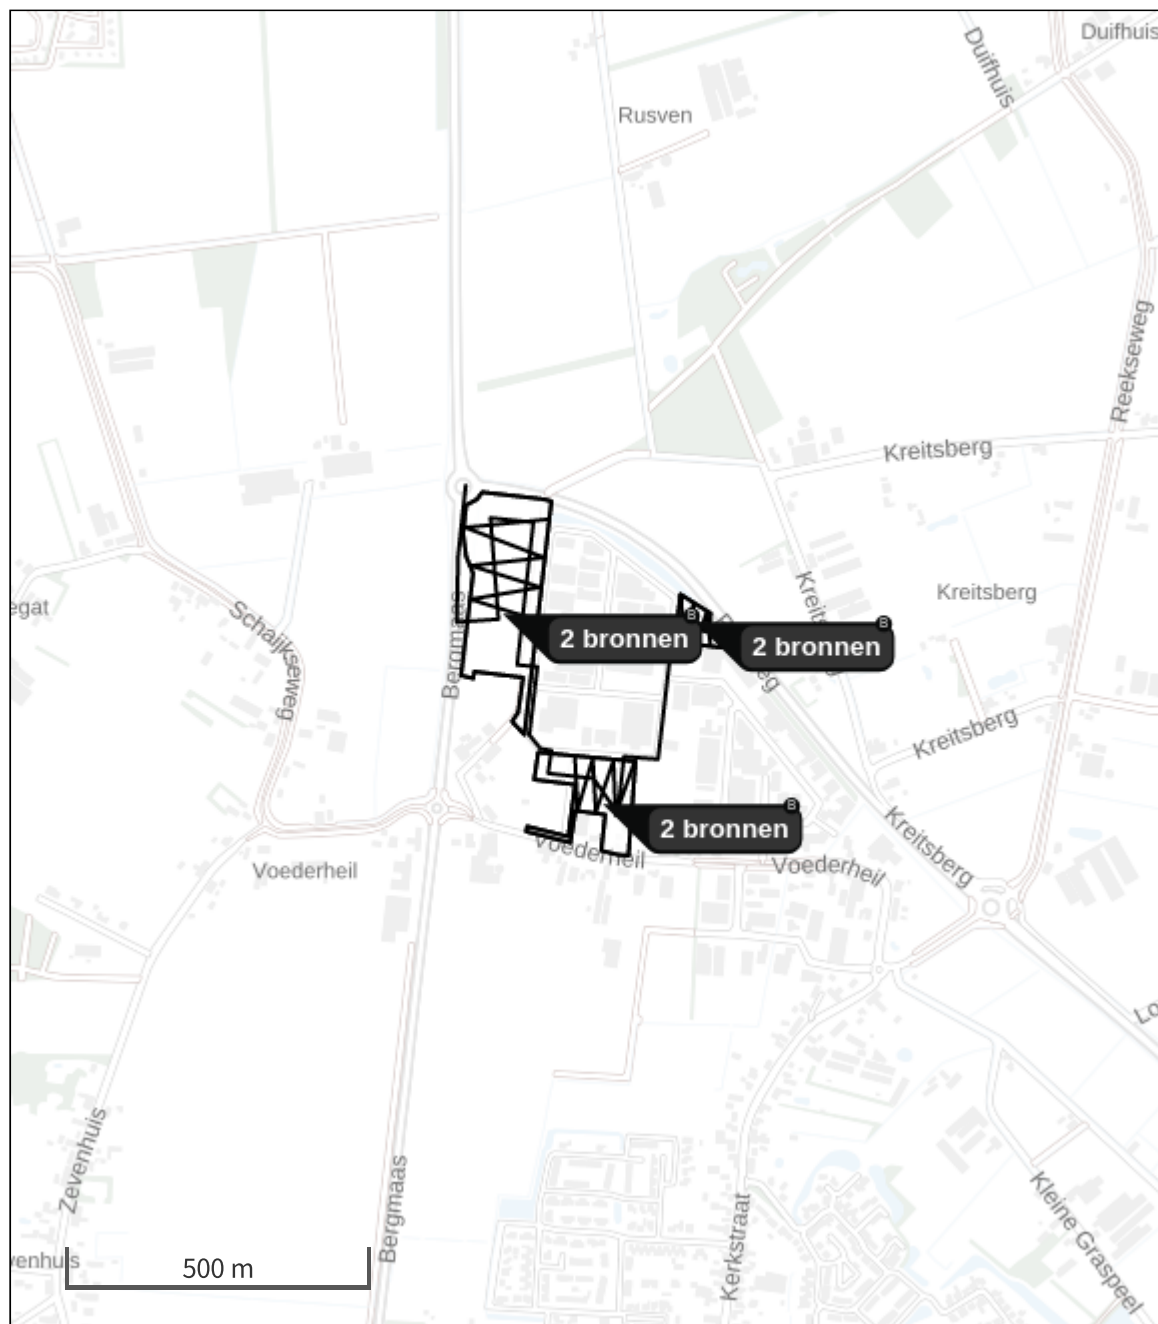 Duifhuis
Duifhuis
Rusven
Reekseweg
Kreitsberg
Kreitsberg
egat
Schaijkseweg
Bergmaas
B
2 bronnen
B
2 bronnen
Kreitsberg
B
2 bronnen
Voederheil
Voederheil
Voederheil
Kreitsberg
Lo
Zevenhuis
Bergmaas
Kerkstraat
Kleine Graspeel
venhuis
500 m